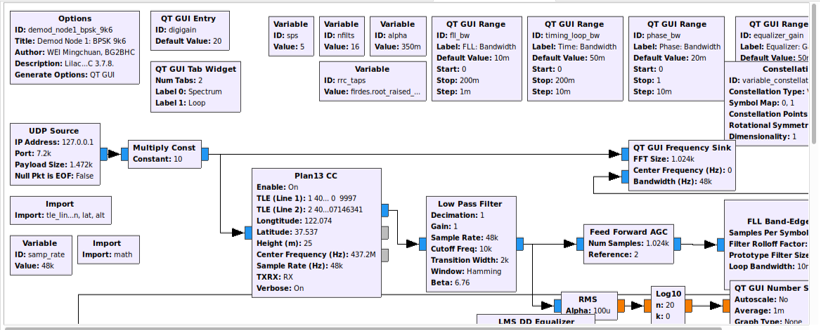 Options
ID: demod_node1_bpsk_9k6
Title: Demod Node 1: BPSK 9k6
Author: WEI Mingchuan, BG2BHC
Description: Lilac...C 3.7.8.
Generate Options: QT GUI
QT GUI Entry
ID: digigain
Default Value: 20
QT GUI Tab Widget
Num Tabs: 2
Label 0: Spectrum
Label 1: Loop
Variable
ID: sps
Value: 5
Variable
ID: nfilts
Value: 16
Variable
ID: alpha
Value: 350m
Variable
ID: rrc_taps
Value: firdes.root_raised_...
QT GUI Range
ID: fll_bw
Label: FLL: Bandwidth
Default Value: 10m
Start: 0
Stop: 200m
Step: 10m
QT GUI Range
ID: timing_loop_bw
Label: Time: Bandwidth
Default Value: 50m
Start: 0
Stop: 200m
Step: 10m
QT GUI Range
ID: phase_bw
Label: Phase: Bandwidth
Default Value: 20m
Start: 0
Stop: 1
Step: 10m
QT GUI Range
ID: equalizer_gain
Label: Equalizer: G
Default Value: 50
Constellati
ID: variable_constellat
Constellation Type:
Symbol Map: 0, 1
Constellation Points
Rotational Symmetr
Dimensionality: 1
UDP Source
IP Address: 127.0.0.1
Port: 7.2k
Payload Size: 1.472k
Null Pkt is EOF: False
Multiply Const
Constant: 10
QT GUI Frequency Sink
FFT Size: 1.024k
Center Frequency (Hz): 0
Bandwidth (Hz): 48k
Import
Import: tle_lin...n, lat, alt
Variable
ID: samp_rate
Value: 48k
Import
Import: math
Plan13 CC
Enable: On
TLE (Line 1): 1 40... 0 9997
TLE (Line 2): 2 40...07146341
Longitude: 122.074
Latitude: 37.537
Height (m): 25
Center Frequency (Hz): 437.2M
Sample Rate (Hz): 48k
TXRX: RX
Verbose: On
Low Pass Filter
Decimation: 1
Gain: 1
Sample Rate: 48k
Cutoff Freq: 10k
Transition Width: 2k
Window: Hamming
Beta: 6.76
Feed Forward AGC
Num Samples: 1.024k
Reference: 2
FLL Band-Edge
Samples Per Symbo
Filter Rolloff Factor:
Prototype Filter Size
Loop Bandwidth: 10
RMS
Alpha: 100u
Log10
n: 20
k: 0
QT GUI Number S
Autoscale: No
Average: 1m
Graph Type: None
LMS DD Equalizer